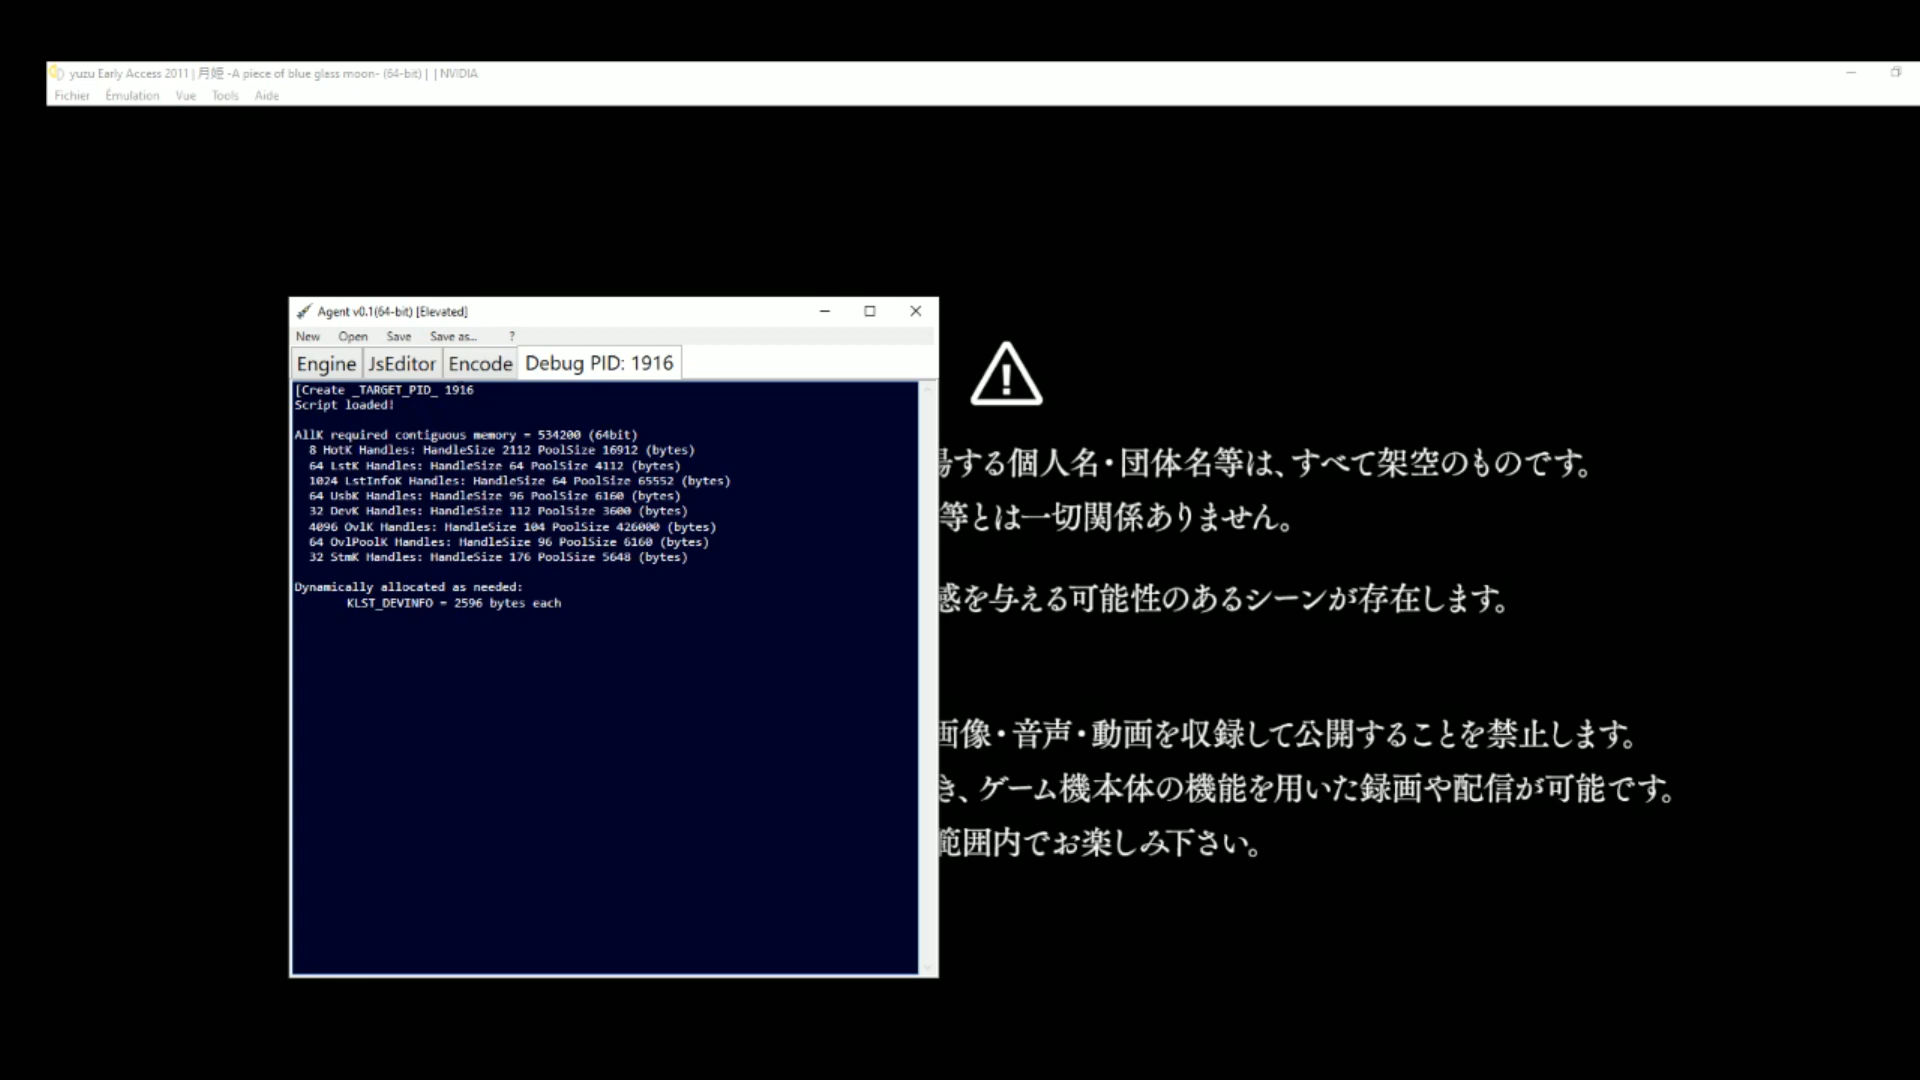 yuzu Early Access 2011 | 月姫 -A piece of blue glass moon- (64-bit) | | NVIDIA
Fichier Émulation Vue Tools Aide
Agent v0.1(64-bit) [Elevated]
New Open Save Save as... ?
Engine JsEditor Encode Debug PID: 1916
[Create _TARGET_PID_ 1916
Script loaded!
AllK required contiguous memory = 534200 (64bit)
8 HotK Handles: HandleSize 2112 PoolSize 16912 (bytes)
64 LstK Handles: HandleSize 64 PoolSize 4112 (bytes)
1024 LstInfoK Handles: HandleSize 64 PoolSize 65552 (bytes)
64 UsbK Handles: HandleSize 96 PoolSize 6160 (bytes)
32 DevK Handles: HandleSize 112 PoolSize 3600 (bytes)
4096 OvlK Handles: HandleSize 104 PoolSize 426000 (bytes)
64 OvlPoolK Handles: HandleSize 96 PoolSize 6160 (bytes)
32 StmK Handles: HandleSize 176 PoolSize 5648 (bytes)
Dynamically allocated as needed:
KLST_DEVINFO = 2596 bytes each
する個人名・団体名等は、すべて架空のものです。
等とは一切関係ありません。
感を与える可能性のあるシーンが存在します。
画像・音声・動画を収録して公開することを禁止します。
き、ゲーム機本体の機能を用いた録画や配信が可能です。
範囲内でお楽しみ下さい。